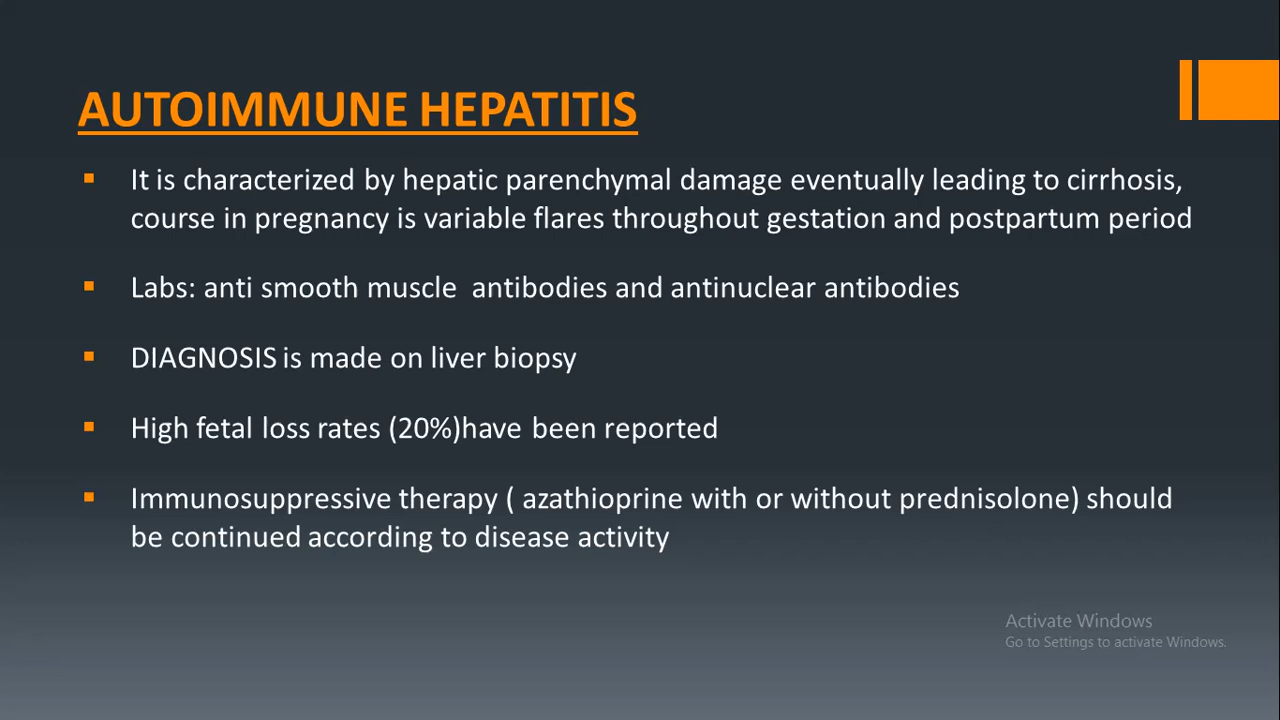 AUTOIMMUNE HEPATITIS
▪ It is characterized by hepatic parenchymal damage eventually leading to cirrhosis,
course in pregnancy is variable flares throughout gestation and postpartum period
▪ Labs: anti smooth muscle  antibodies and antinuclear antibodies
▪ DIAGNOSIS is made on liver biopsy
▪ High fetal loss rates (20%)have been reported
▪ Immunosuppressive therapy ( azathioprine with or without prednisolone) should
be continued according to disease activity
Activate Windows
Go to Settings to activate Windows.